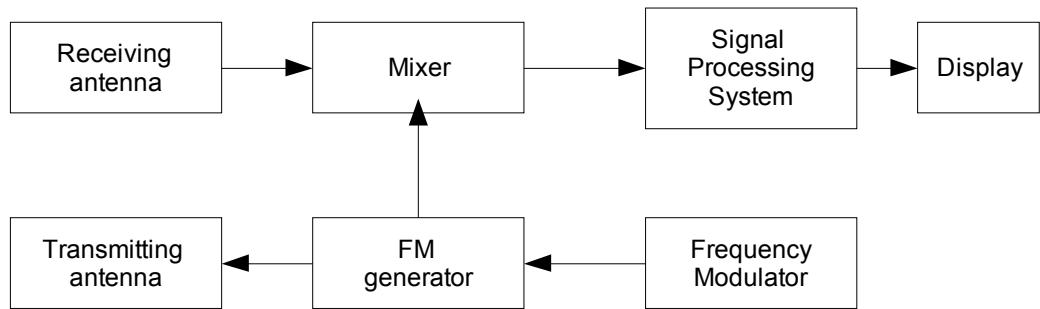 Receiving
antenna
Mixer
Signal
Processing
System
Display
Transmitting
antenna
FM
generator
Frequency
Modulator